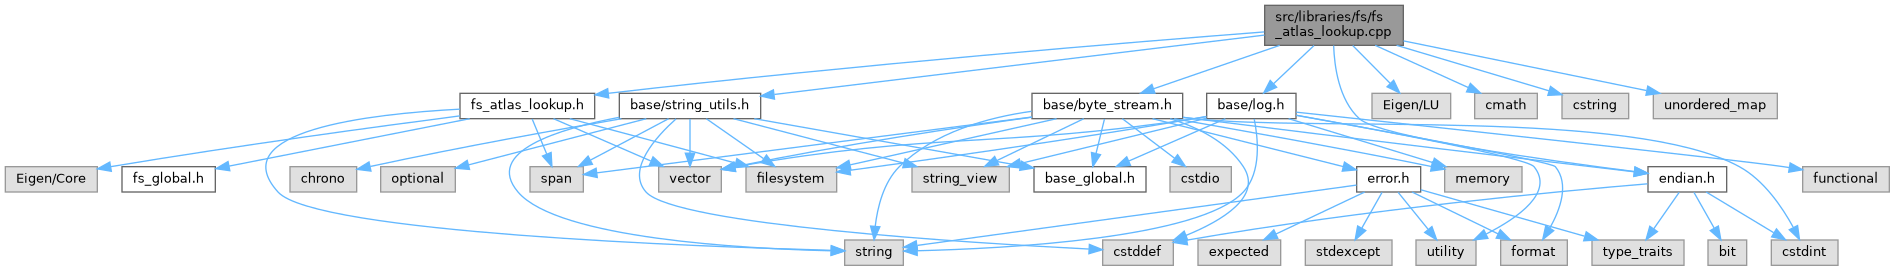 src/libraries/fs/fs
_atlas_lookup.cpp
fs_atlas_lookup.h
base/string_utils.h
base/byte_stream.h
base/log.h
Eigen/LU
cmath
cstring
unordered_map
Eigen/Core
fs_global.h
chrono
optional
span
vector
filesystem
string_view
base_global.h
cstdio
error.h
memory
endian.h
functional
string
cstddef
expected
stdexcept
utility
format
type_traits
bit
cstdint